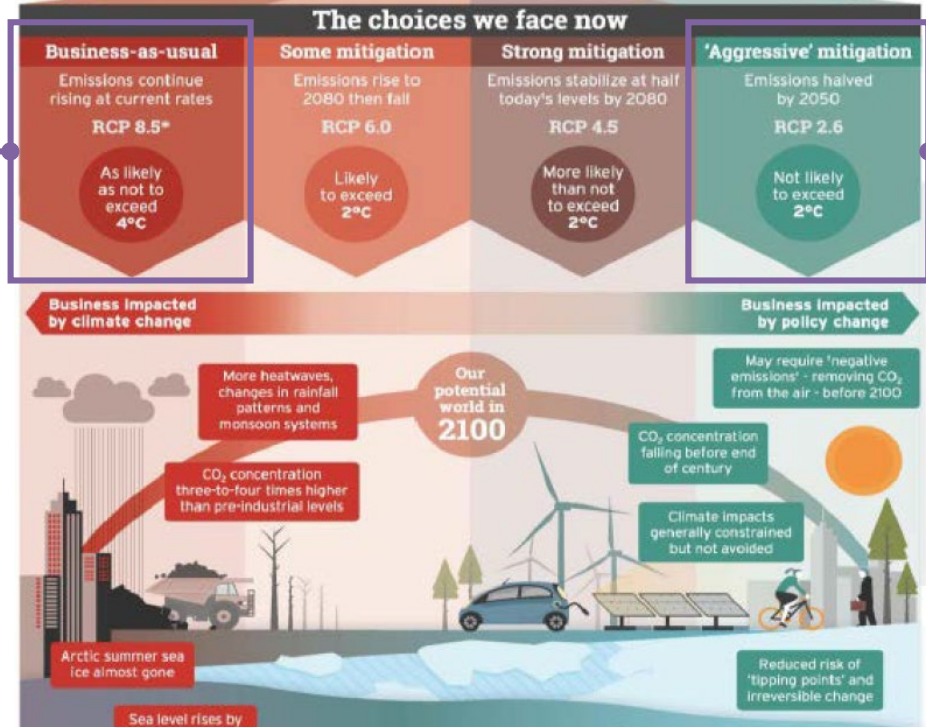 The choices we face now
Business-as-usual
Emissions continue
rising at current rates
RCP 8.5*
As likely
as not to
exceed
4°C
Some mitigation
Emissions rise to
2080 then fall
RCP 6.0
Likely
to exceed
2°C
Strong mitigation
Emissions stabilize at half
today's levels by 2080
RCP 4.5
More likely
than not
to exceed
2°C
'Aggressive' mitigation
Emissions halved
by 2050
RCP 2.6
Not likely
to exceed
2°C
Business impacted
by climate change
Business impacted
by policy change
Our
potential
world in
2100
More heatwaves,
changes in rainfall
patterns and
monsoon systems
May require 'negative
emissions' - removing CO₂
from the air - before 2100
CO₂ concentration
three-to-four times higher
than pre-industrial levels
CO₂ concentration
falling before end
of century
Climate impacts
generally constrained
but not avoided
Arctic summer sea
ice almost gone
Reduced risk of
'tipping points' and
irreversible change
Sea level rises by